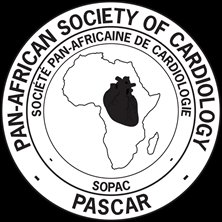 PAN-AFRICAN SOCIETY OF CARDIOLOGY
SOCIÉTÉ PAN-AFRICAINE DE CARDIOLOGIE
SOPAC
PASCAR